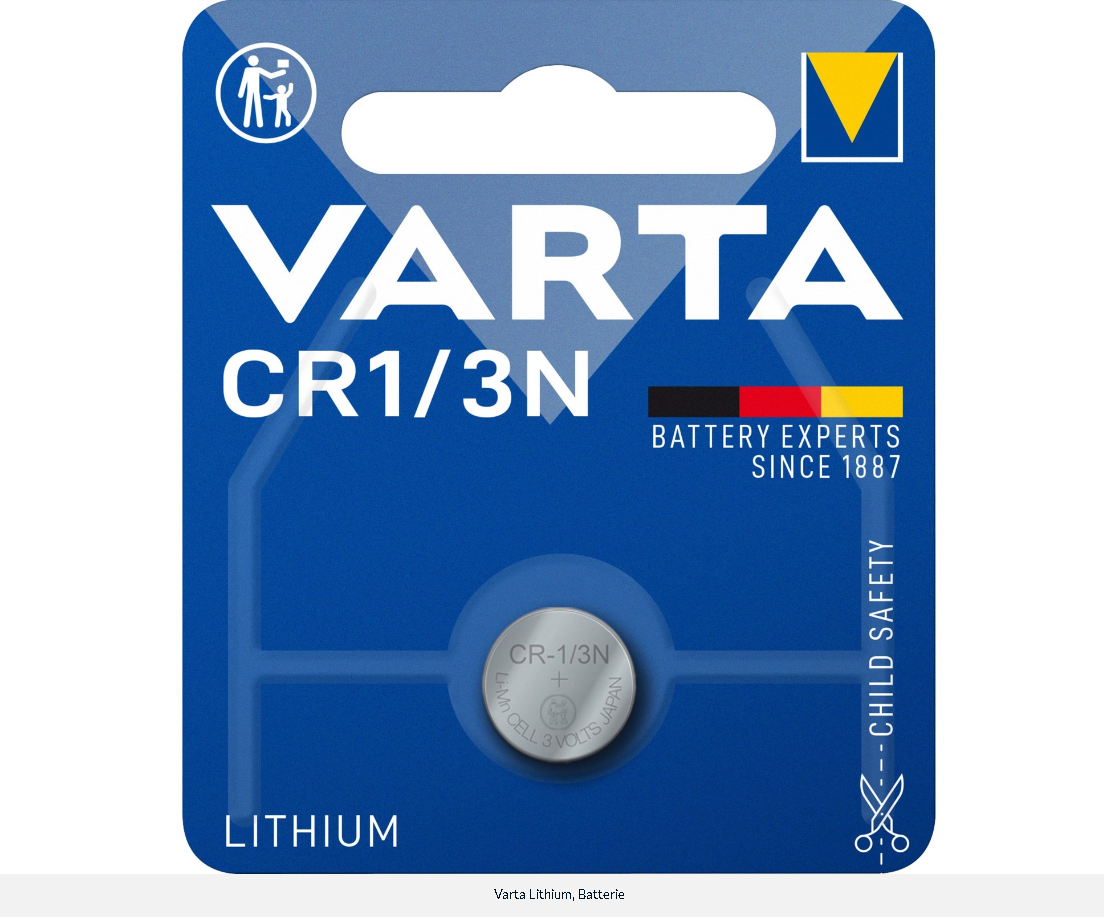 VARTA
CR1/3N
BATTERY EXPERTS
SINCE 1887
CHILD SAFETY
CR-1/3N
+
Li-Mn CELL 3 VOLTS JAPAN
LITHIUM
Varta Lithium, Batterie